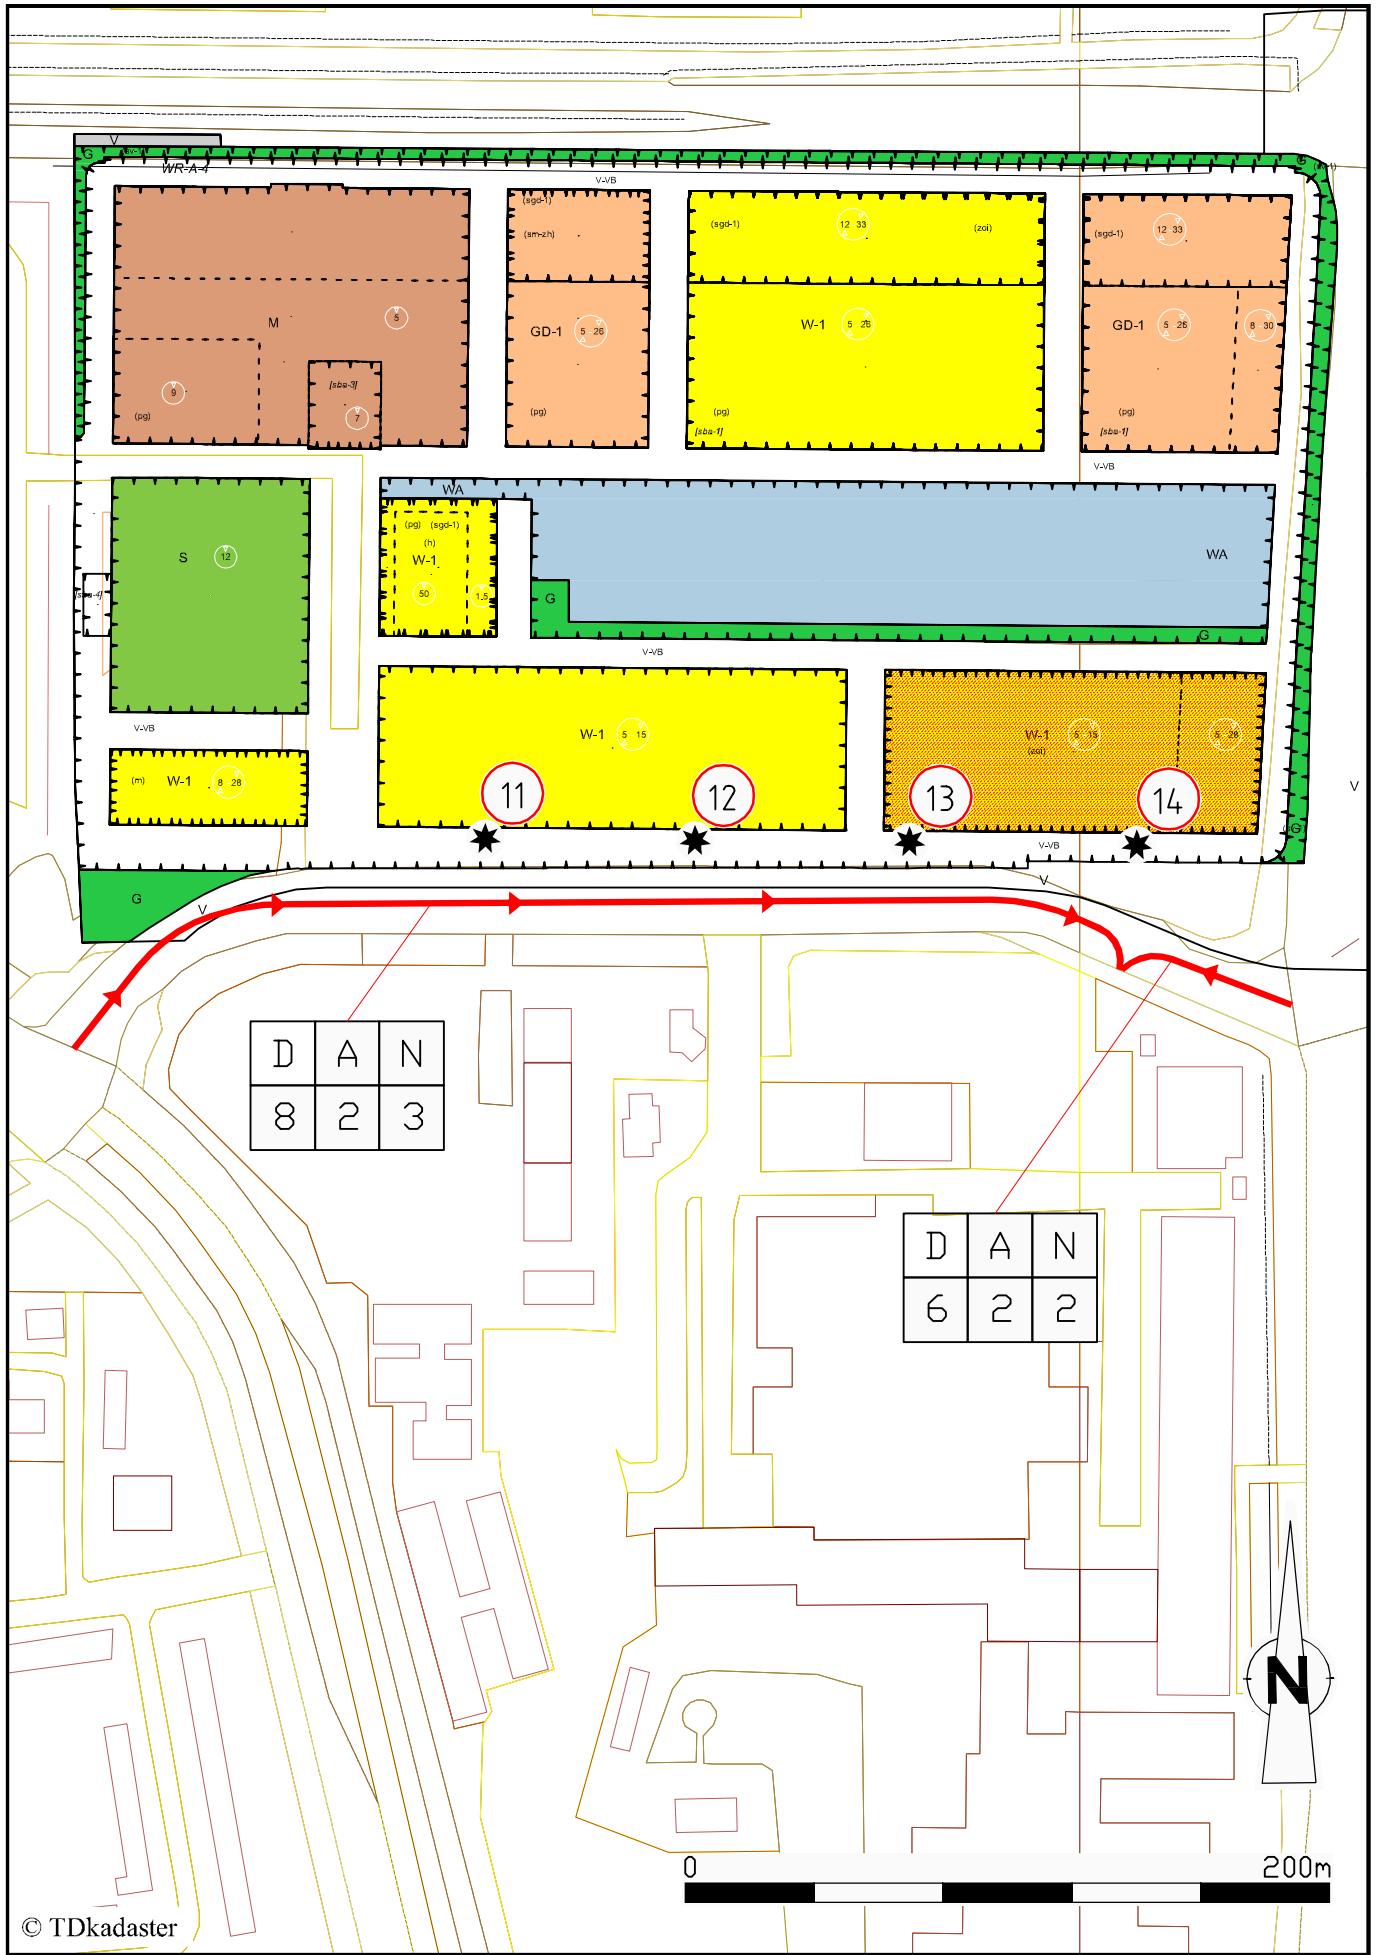 V
G
G
WR-A-4
V-VB
(sgd-1)
(sgd-1)
12 33
(zoi)
(sgd-1)
12 33
(sm-zh)
M
5
GD-1
5 26
W-1
5 26
GD-1
5 25
8 30
[sba-3]
9
7
(pg)
(pg)
(pg)
[sba-1]
(pg)
[sba-1]
V-VB
WA
(pg) (sgd-1)
(h)
W-1
50
1.5
S
12
WA
[sba-4]
G
G
V-VB
V-VB
W-1
5 15
W-1
(zoi)
5 15
5 28
(m)
W-1
8 28
11
12
13
14
V
G
V-VB
V
G
V
D A N
8 2 3
D A N
6 2 2
N
0 200m
© TDkadaster